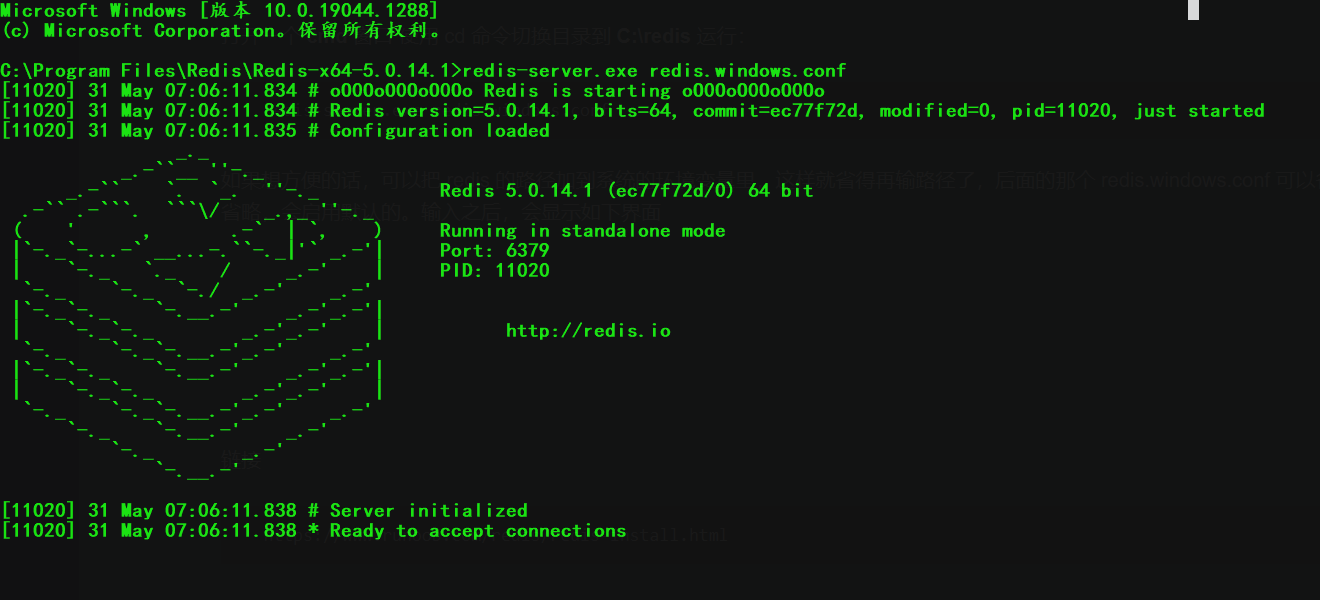 Microsoft Windows [版本 10.0.19044.1288]
(c) Microsoft Corporation。保留所有权利。
C:\Program Files\Redis\Redis-x64-5.0.14.1>redis-server.exe redis.windows.conf
[11020] 31 May 07:06:11.834 # oO0OoO0OoO0Oo Redis is starting oO0OoO0OoO0Oo
[11020] 31 May 07:06:11.834 # Redis version=5.0.14.1, bits=64, commit=ec77f72d, modified=0, pid=11020, just started
[11020] 31 May 07:06:11.835 # Configuration loaded
Redis 5.0.14.1 (ec77f72d/0) 64 bit
Running in standalone mode
Port: 6379
PID: 11020
http://redis.io
[11020] 31 May 07:06:11.838 # Server initialized
[11020] 31 May 07:06:11.838 * Ready to accept connections